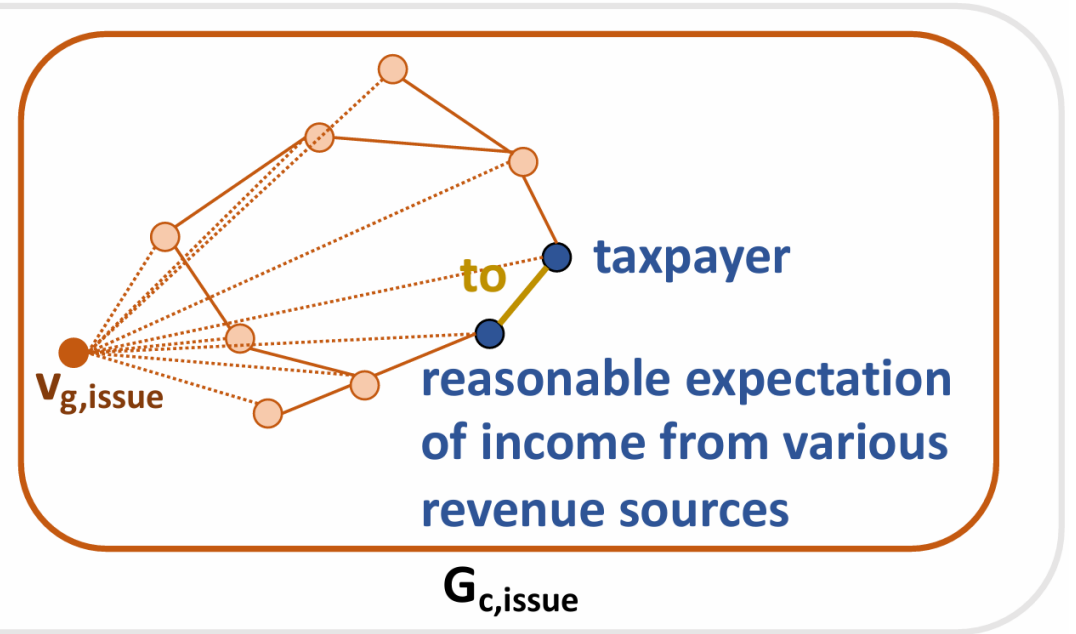 to
taxpayer
vg,issue
reasonable expectation
of income from various
revenue sources
Gc,issue